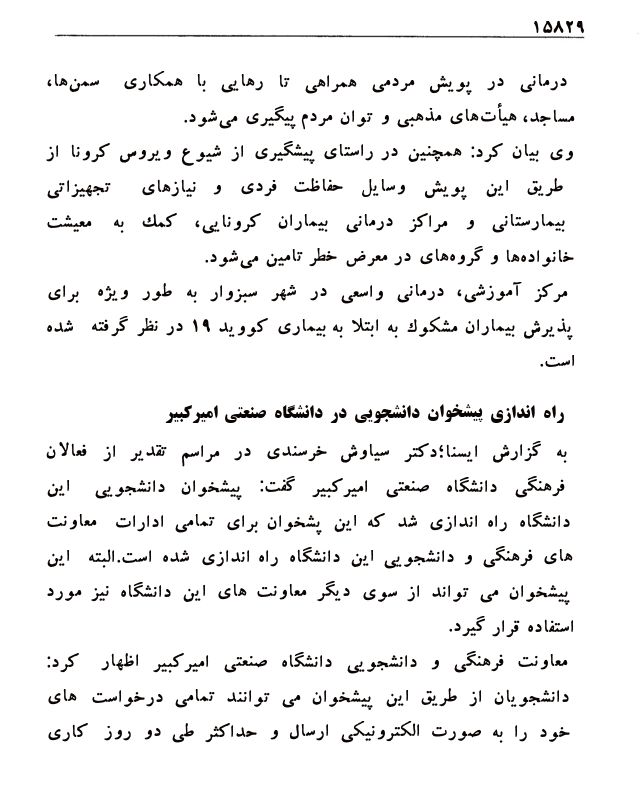 ۱۵۸۲۹
درمانی در پویش مردمی همراهی تا رهایی با همکاری سمن‌ها،
مساجد، هیأت‌های مذهبی و توان مردم پیگیری می‌شود.
وی بیان کرد: همچنین در راستای پیشگیری از شیوع ویروس کرونا از
طریق این پویش وسایل حفاظت فردی و نیازهای تجهیزاتی
بیمارستانی و مراکز درمانی بیماران کرونایی، کمك به معیشت
خانواده‌ها و گروه‌های در معرض خطر تامین می‌شود.
مرکز آموزشی، درمانی واسعی در شهر سبزوار به طور ویژه برای
پذیرش بیماران مشکوك به ابتلا به بیماری کووید ۱۹ در نظر گرفته شده
است.
راه اندازی پیشخوان دانشجویی در دانشگاه صنعتی امیرکبیر
به گزارش ایسنا؛دکتر سیاوش خرسندی در مراسم تقدیر از فعالان
فرهنگی دانشگاه صنعتی امیرکبیر گفت: پیشخوان دانشجویی این
دانشگاه راه اندازی شد که این پشخوان برای تمامی ادارات معاونت
های فرهنگی و دانشجویی این دانشگاه راه اندازی شده است.البته این
پیشخوان می تواند از سوی دیگر معاونت های این دانشگاه نیز مورد
استفاده قرار گیرد.
معاونت فرهنگی و دانشجویی دانشگاه صنعتی امیرکبیر اظهار کرد:
دانشجویان از طریق این پیشخوان می توانند تمامی درخواست های
خود را به صورت الکترونیکی ارسال و حداکثر طی دو روز کاری